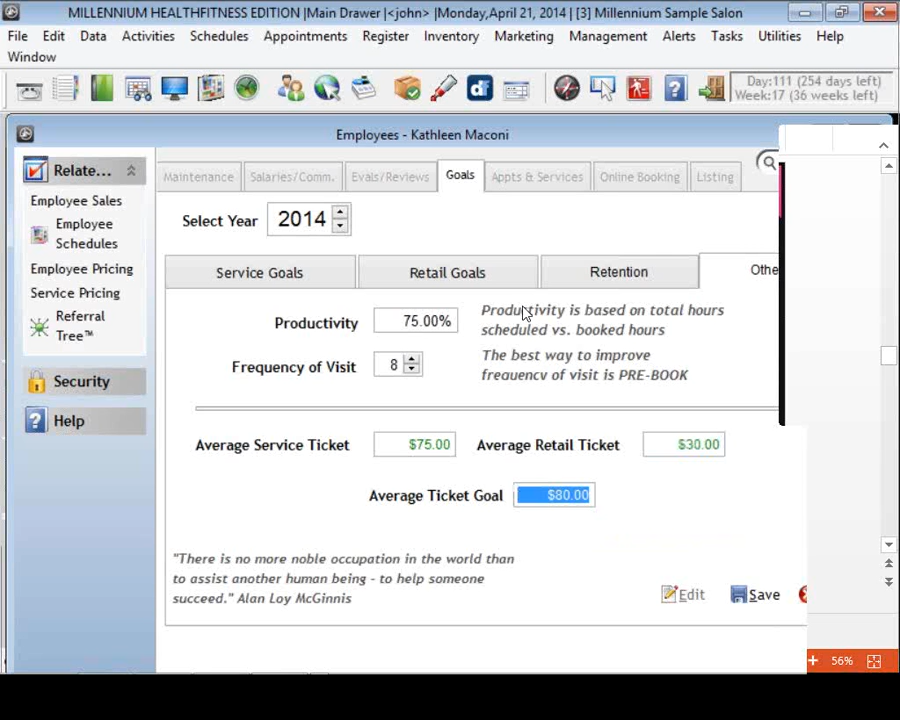 MILLENNIUM HEALTHFITNESS EDITION |Main Drawer |<john> |Monday,April 21, 2014 | [3] Millennium Sample Salon
File Edit Data Activities Schedules Appointments Register Inventory Marketing Management Alerts Tasks Utilities Help
Window
df
Day:111 (254 days left)
Week:17 (36 weeks left)
Employees - Kathleen Maconi
Relate...
Employee Sales
Employee
Schedules
Employee Pricing
Service Pricing
Referral
Tree™
Security
Help
Maintenance Salaries/Comm. Evals/Reviews Goals Appts & Services Online Booking Listing
Select Year 2014
Service Goals Retail Goals Retention Othe
Productivity 75.00% Productivity is based on total hours
scheduled vs. booked hours
Frequency of Visit 8 The best way to improve
frequency of visit is PRE-BOOK
Average Service Ticket $75.00 Average Retail Ticket $30.00
Average Ticket Goal $80.00
"There is no more noble occupation in the world than
to assist another human being - to help someone
succeed." Alan Loy McGinnis
Edit Save
56%